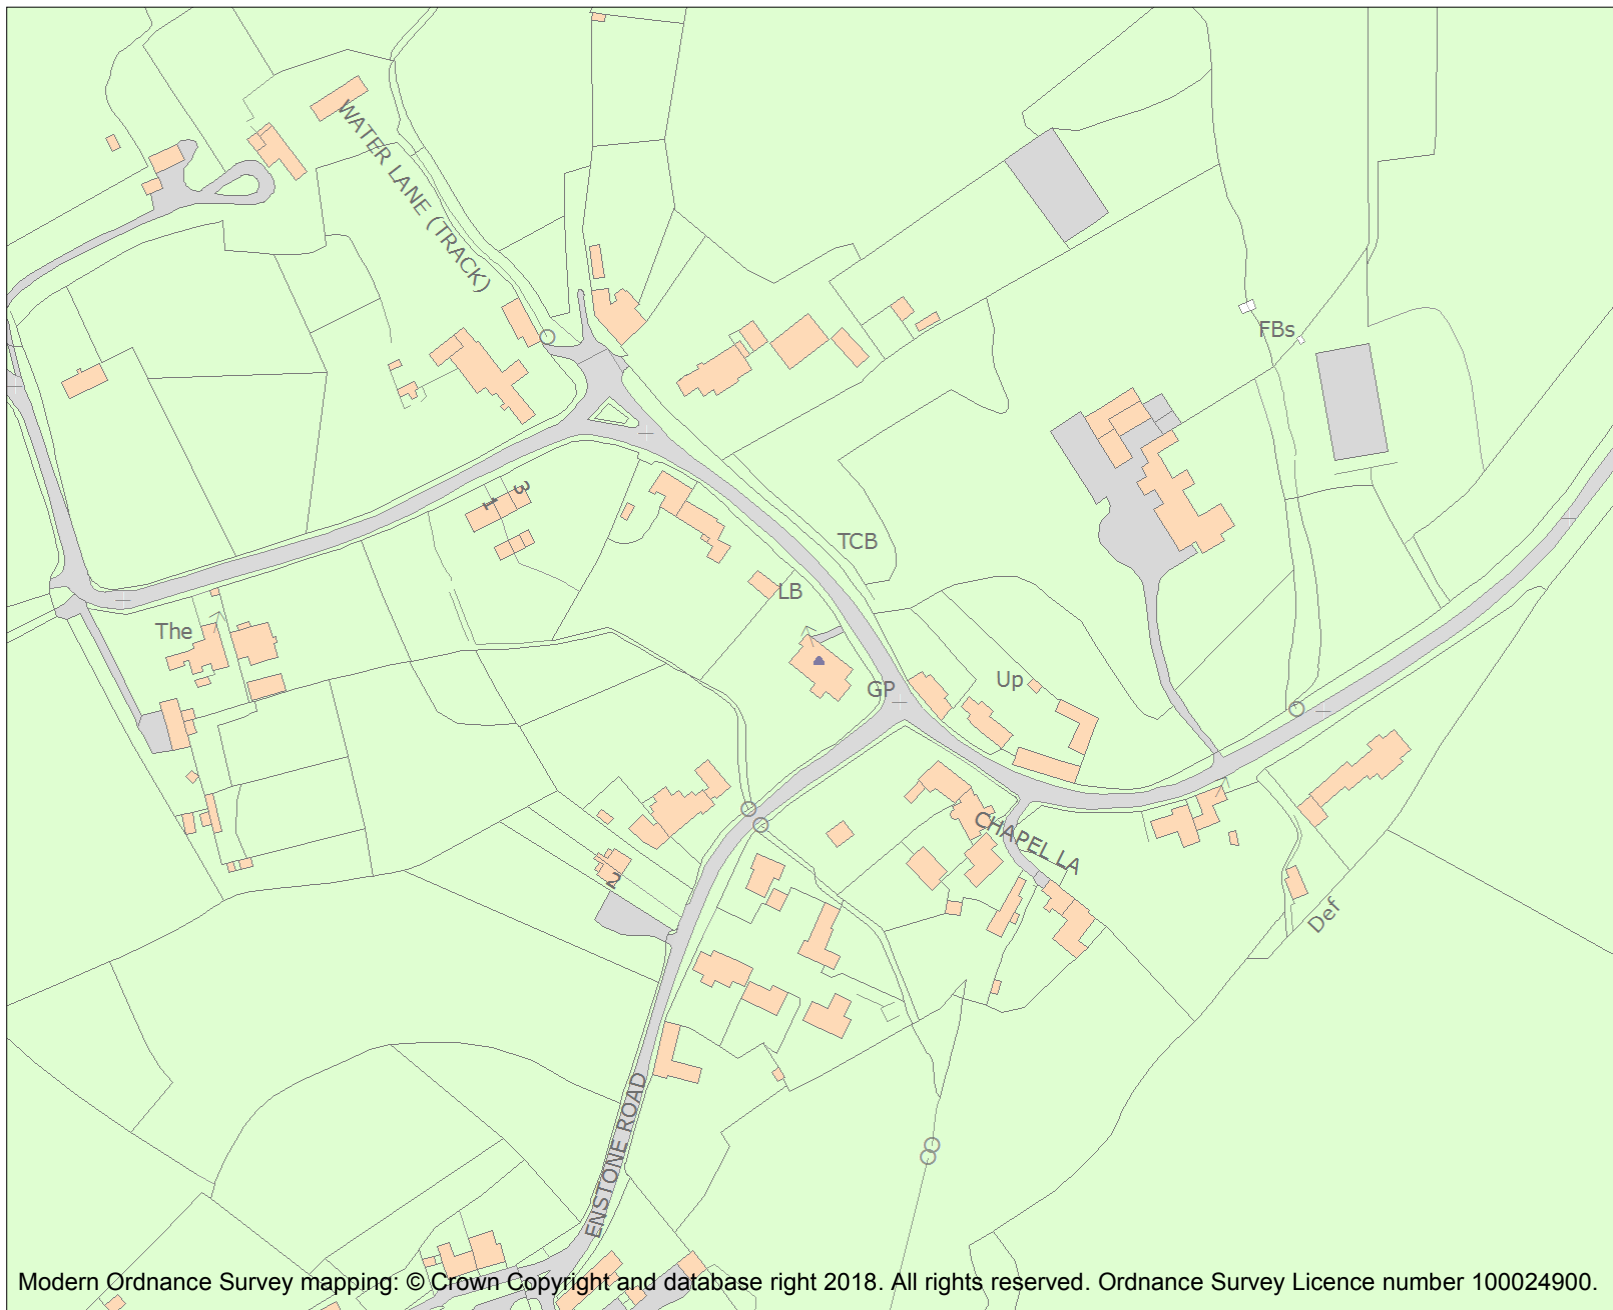 WATER LANE (TRACK)
FBs
1
3
TCB
LB
The
GP
Up
CHAPEL LA
2
Def
ENSTONE ROAD
Modern Ordnance Survey mapping: © Crown Copyright and database right 2018. All rights reserved. Ordnance Survey Licence number 100024900.